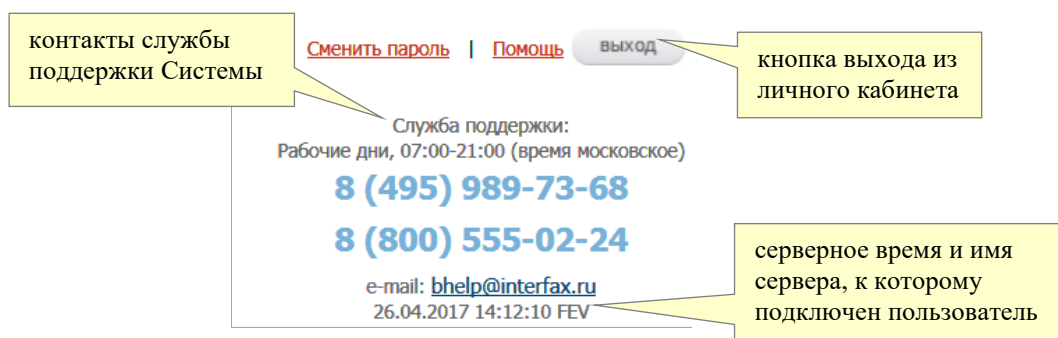 контакты службы
поддержки Системы
Сменить пароль | Помощь выход
кнопка выхода из
личного кабинета
Служба поддержки:
Рабочие дни, 07:00-21:00 (время московское)
8 (495) 989-73-68
8 (800) 555-02-24
e-mail: bhelp@interfax.ru
26.04.2017 14:12:10 FEV
серверное время и имя
сервера, к которому
подключен пользователь